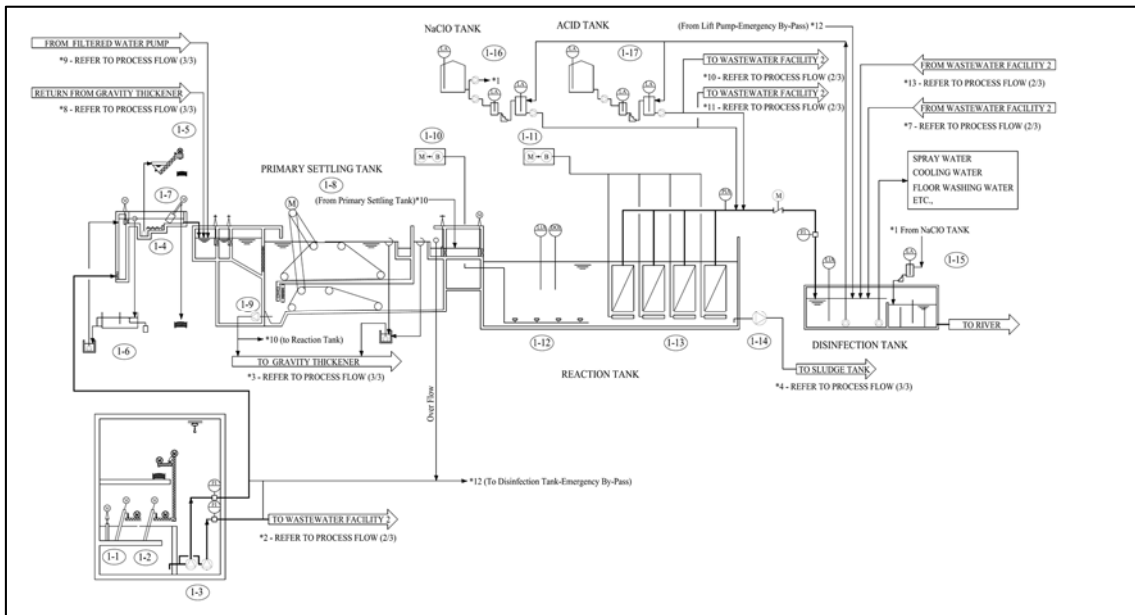 NaClO TANK
ACID TANK
(From Lift Pump-Emergency By-Pass) *12
FROM FILTERED WATER PUMP
*9 - REFER TO PROCESS FLOW (3/3)
RETURN FROM GRAVITY THICKENER
*8 - REFER TO PROCESS FLOW (3/3)
1-16
*1
1-17
TO WASTEWATER FACILITY 2
*10 - REFER TO PROCESS FLOW (2/3)
TO WASTEWATER FACILITY 2
*11 - REFER TO PROCESS FLOW (2/3)
FROM WASTEWATER FACILITY 2
*13 - REFER TO PROCESS FLOW (2/3)
FROM WASTEWATER FACILITY 2
*7 - REFER TO PROCESS FLOW (2/3)
1-5
1-10
M B
1-11
M B
SPRAY WATER
COOLING WATER
FLOOR WASHING WATER
ETC.,
PRIMARY SETTLING TANK
1-8
(From Primary Settling Tank)*10
1-7
1-4
M
M
*1 From NaClO TANK
1-15
1-9
1-6
*10 (to Reaction Tank)
TO GRAVITY THICKENER
*3 - REFER TO PROCESS FLOW (3/3)
1-12
1-13
1-14
REACTION TANK
DISINFECTION TANK
TO RIVER
TO SLUDGE TANK
*4 - REFER TO PROCESS FLOW (3/3)
Over Flow
*12 (To Disinfection Tank-Emergency By-Pass)
TO WASTEWATER FACILITY 2
*2 - REFER TO PROCESS FLOW (2/3)
1-1
1-2
1-3